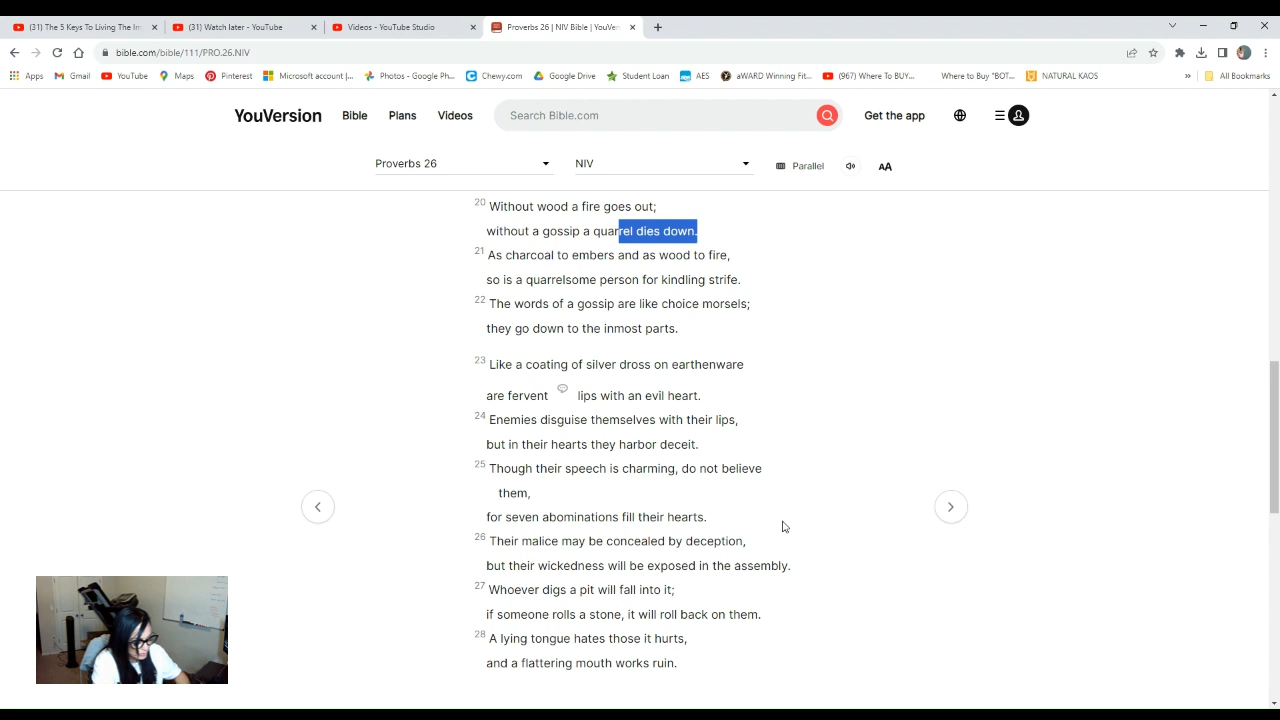 (31) The 5 Keys To Living The Im
(31) Watch later - YouTube
Videos - YouTube Studio
Proverbs 26 | NIV Bible | YouVer
bible.com/bible/111/PRO.26.NIV
Apps Gmail YouTube Maps Pinterest Microsoft account |... Photos - Google Ph... Chewy.com Google Drive Student Loan AES aWARD Winning Fit... (967) Where To BUY... Where to Buy "BOT... NATURAL KAOS » All Bookmarks
YouVersion Bible Plans Videos Search Bible.com Get the app
Proverbs 26 NIV Parallel AA
20 Without wood a fire goes out;
without a gossip a quarrel dies down.
21 As charcoal to embers and as wood to fire,
so is a quarrelsome person for kindling strife.
22 The words of a gossip are like choice morsels;
they go down to the inmost parts.
23 Like a coating of silver dross on earthenware
are fervent lips with an evil heart.
24 Enemies disguise themselves with their lips,
but in their hearts they harbor deceit.
25 Though their speech is charming, do not believe
them,
for seven abominations fill their hearts.
26 Their malice may be concealed by deception,
but their wickedness will be exposed in the assembly.
27 Whoever digs a pit will fall into it;
if someone rolls a stone, it will roll back on them.
28 A lying tongue hates those it hurts,
and a flattering mouth works ruin.